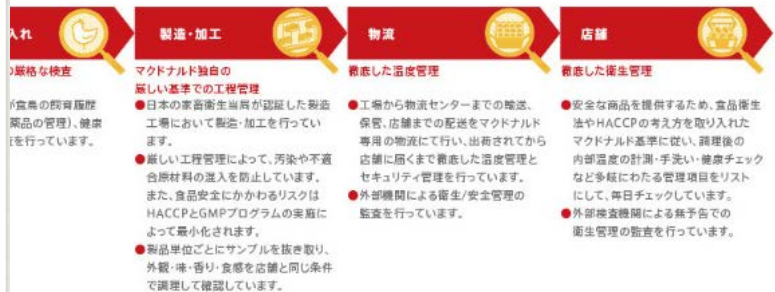 入れ
の厳格な検査
が食鳥の飼育履歴
薬品の管理)、健康
査を行っています。
製造・加工
マクドナルド独自の
厳しい基準での工程管理
●日本の家畜衛生当局が認証した製造
工場において製造・加工を行ってい
ます。
●厳しい工程管理によって、汚染や不適
合原材料の混入を防止しています。
また、食品安全にかかわるリスクは
HACCPとGMPプログラムの実施に
よって最小化されます。
●製品単位ごとにサンプルを抜き取り、
外観・味・香り・食感を店舗と同じ条件
で調理して確認しています。
物流
徹底した温度管理
●工場から物流センターまでの輸送、
保管、店舗までの配送をマクドナルド
専用の物流にて行い、出荷されてから
店舗に届くまで徹底した温度管理と
セキュリティ管理を行っています。
●外部機関による衛生/安全管理の
監査を行っています。
店舗
徹底した衛生管理
●安全な商品を提供するため、食品衛生
法やHACCPの考え方を取り入れた
マクドナルド基準に従い、調理後の
内部温度の計測・手洗い・健康チェック
など多岐にわたる管理項目をリスト
にして、毎日チェックしています。
●外部検査機関による無予告での
衛生管理の監査を行っています。